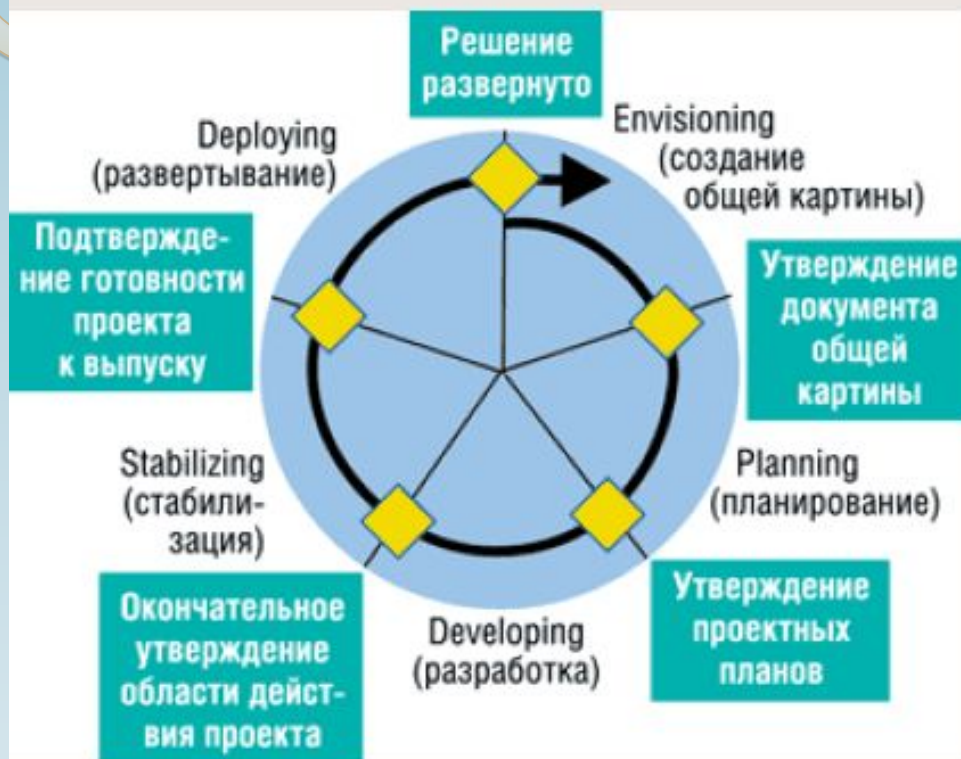 Решение
развернуто
Envisioning
(создание
общей картины)
Утверждение
документа
общей
картины
Planning
(планирование)
Утверждение
проектных
планов
Developing
(разработка)
Окончательное
утверждение
области дейст-
вия проекта
Stabilizing
(стабили-
зация)
Подтвержде-
ние готовности
проекта
к выпуску
Deploying
(развертывание)